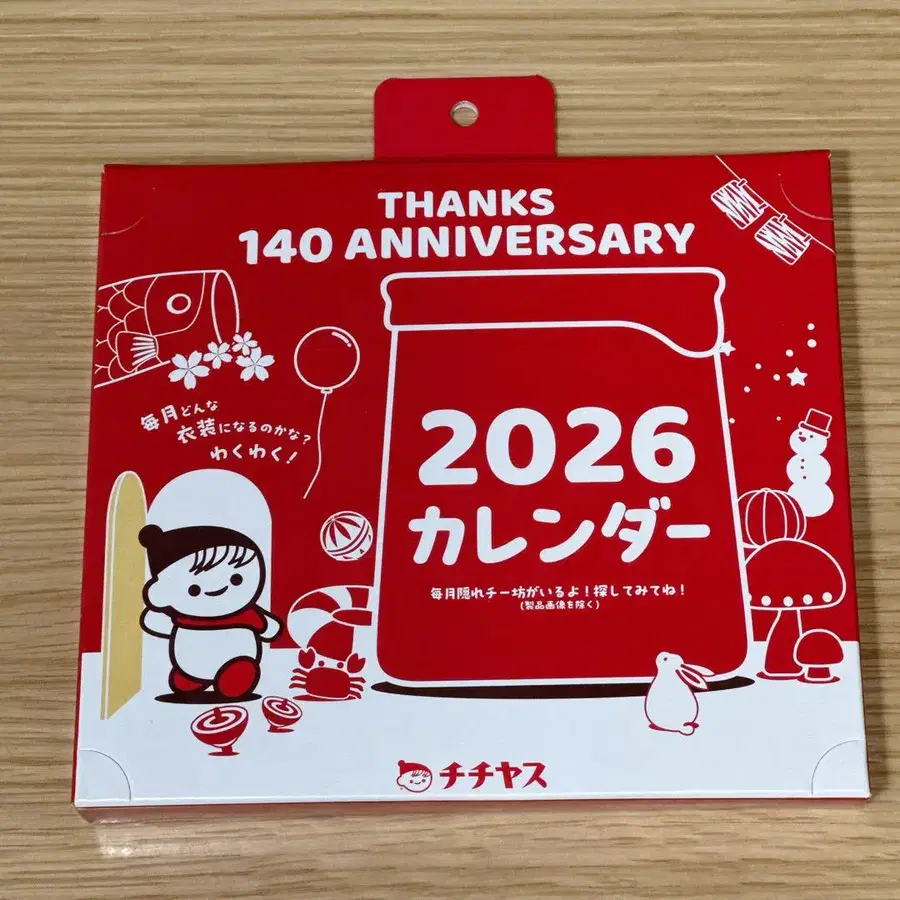 THANKS
140 ANNIVERSARY
毎月どんな
衣装になるのかな?
わくわく!
2026
カレンダー
毎月隠れチー坊がいるよ!探してみてね!
(製品画像を除く)
チチヤス